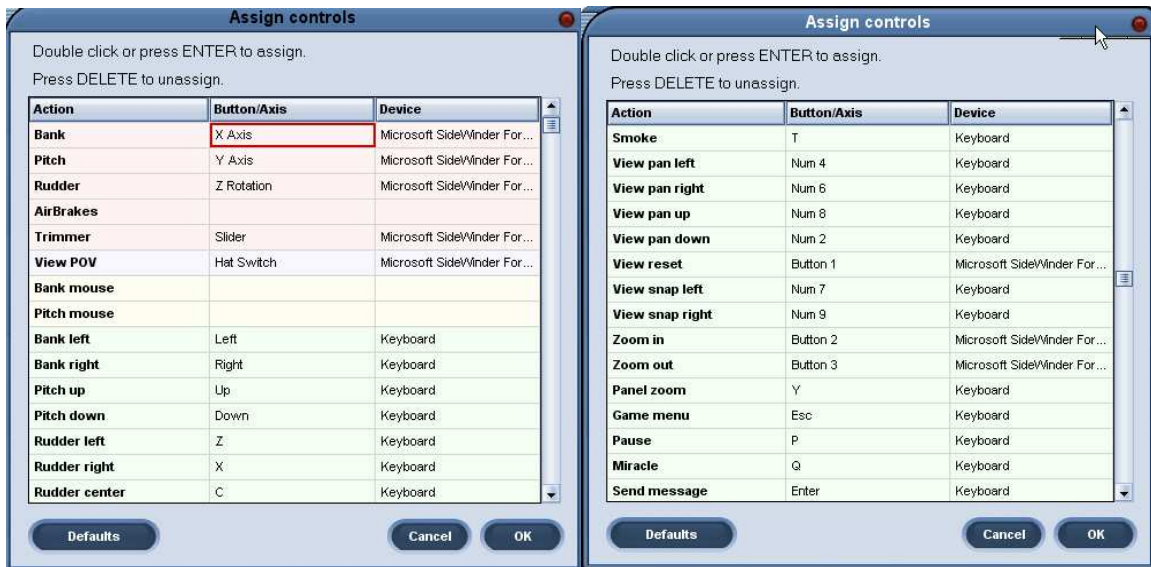 Assign controls
Double click or press ENTER to assign.
Press DELETE to unassign.
Action Button/Axis Device
Bank X Axis Microsoft SideWinder For...
Pitch Y Axis Microsoft SideWinder For...
Rudder Z Rotation Microsoft SideWinder For...
AirBrakes
Trimmer Slider Microsoft SideWinder For...
View POV Hat Switch Microsoft SideWinder For...
Bank mouse
Pitch mouse
Bank left Left Keyboard
Bank right Right Keyboard
Pitch up Up Keyboard
Pitch down Down Keyboard
Rudder left Z Keyboard
Rudder right X Keyboard
Rudder center C Keyboard
Defaults Cancel OK
Assign controls
Double click or press ENTER to assign.
Press DELETE to unassign.
Action Button/Axis Device
Smoke T Keyboard
View pan left Num 4 Keyboard
View pan right Num 6 Keyboard
View pan up Num 8 Keyboard
View pan down Num 2 Keyboard
View reset Button 1 Microsoft SideWinder For...
View snap left Num 7 Keyboard
View snap right Num 9 Keyboard
Zoom in Button 2 Microsoft SideWinder For...
Zoom out Button 3 Microsoft SideWinder For...
Panel zoom Y Keyboard
Game menu Esc Keyboard
Pause P Keyboard
Miracle Q Keyboard
Send message Enter Keyboard
Defaults Cancel OK